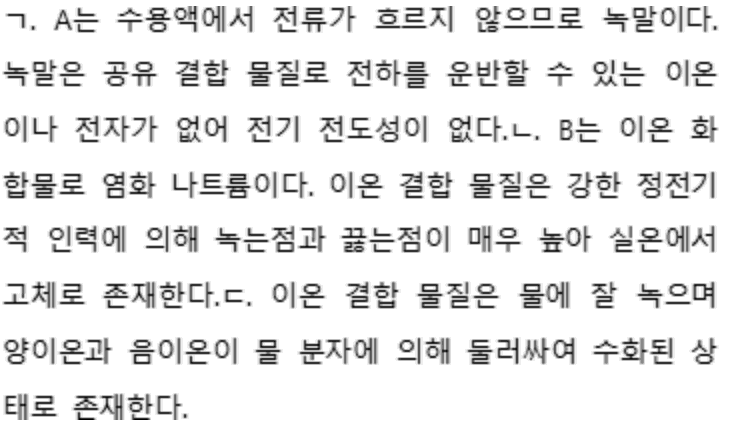 ㄱ. A는 수용액에서 전류가 흐르지 않으므로 녹말이다.
녹말은 공유 결합 물질로 전하를 운반할 수 있는 이온
이나 전자가 없어 전기 전도성이 없다.ㄴ. B는 이온 화
합물로 염화 나트륨이다. 이온 결합 물질은 강한 정전기
적 인력에 의해 녹는점과 끓는점이 매우 높아 실온에서
고체로 존재한다.ㄷ. 이온 결합 물질은 물에 잘 녹으며
양이온과 음이온이 물 분자에 의해 둘러싸여 수화된 상
태로 존재한다.